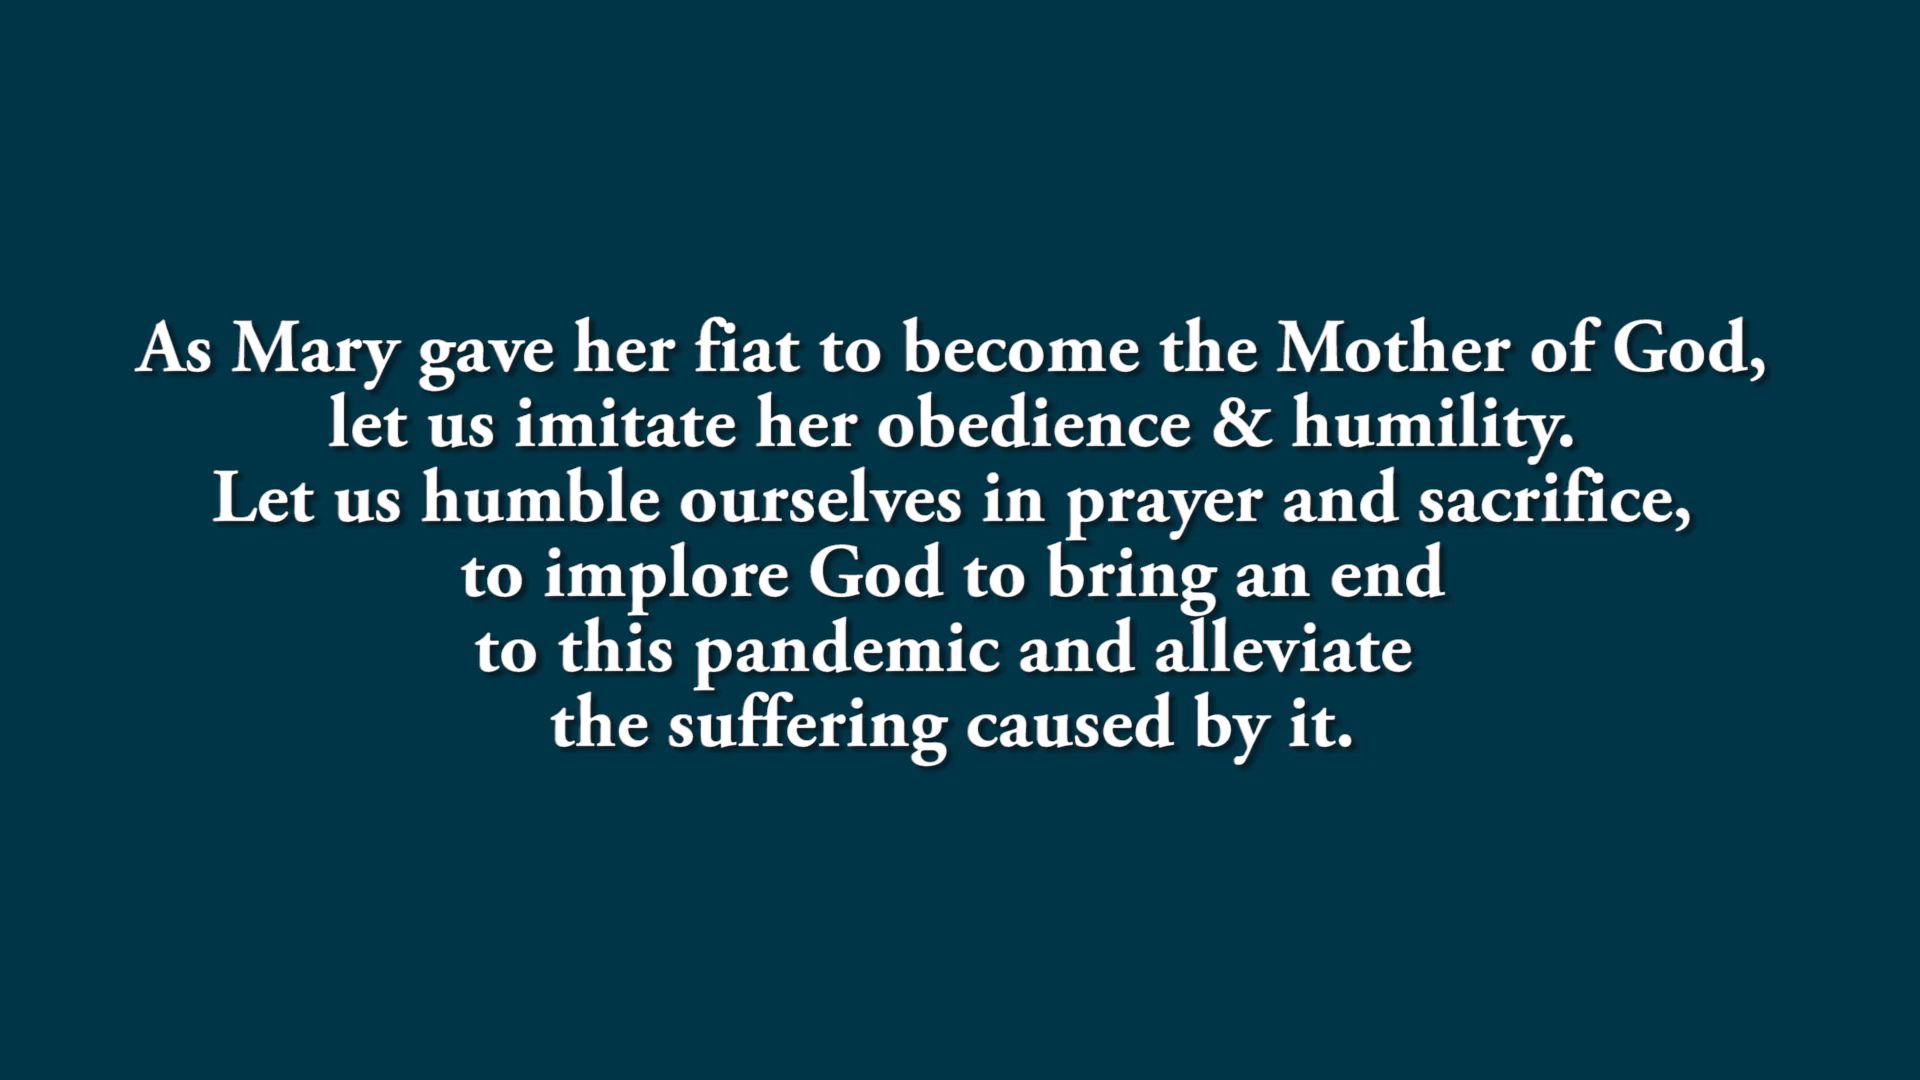 As Mary gave her fiat to become the Mother of God,
let us imitate her obedience & humility.
Let us humble ourselves in prayer and sacrifice,
to implore God to bring an end
to this pandemic and alleviate
the suffering caused by it.